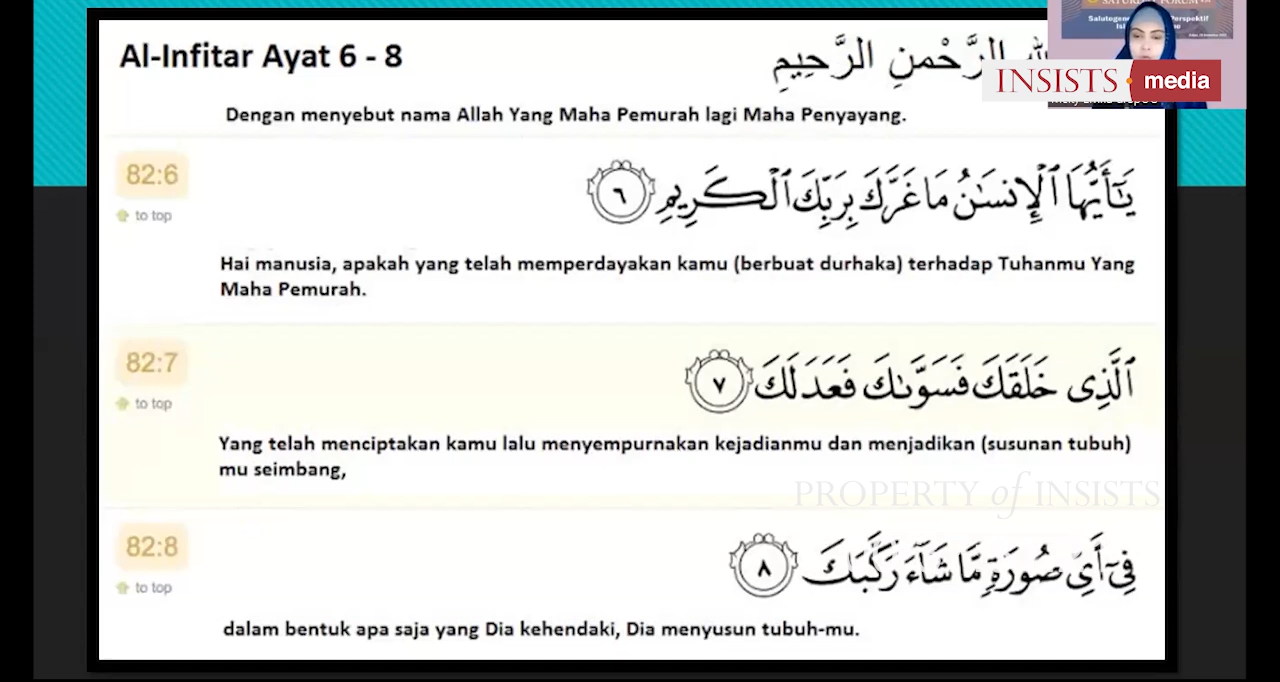 SATURDAY FORUM
Al-Infitar Ayat 6 - 8
الرَّحْمنِ الرَّحِيمِ
INSISTS media
Dengan menyebut nama Allah Yang Maha Pemurah lagi Maha Penyayang.
82:6
يَـٰٓأَيُّهَا ٱلْإِنسَـٰنُ مَا غَرَّكَ بِرَبِّكَ ٱلْكَرِيمِ ٦
to top
Hai manusia, apakah yang telah memperdayakan kamu (berbuat durhaka) terhadap Tuhanmu Yang
Maha Pemurah.
82:7
ٱلَّذِى خَلَقَكَ فَسَوَّىٰكَ فَعَدَلَكَ ٧
to top
Yang telah menciptakan kamu lalu menyempurnakan kejadianmu dan menjadikan (susunan tubuh)
mu seimbang,
PROPERTY of INSISTS
82:8
فِىٓ أَىِّ صُورَةٍ مَّا شَآءَ رَكَّبَكَ ٨
to top
dalam bentuk apa saja yang Dia kehendaki, Dia menyusun tubuh-mu.